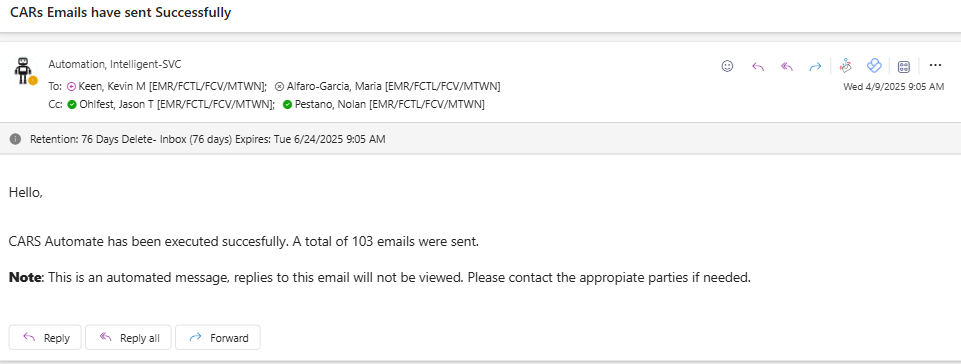 CARs Emails have sent Successfully
Automation, Intelligent-SVC
To: Keen, Kevin M [EMR/FCTL/FCV/MTWN]; Alfaro-Garcia, Maria [EMR/FCTL/FCV/MTWN]
Cc: Ohlfest, Jason T [EMR/FCTL/FCV/MTWN]; Pestano, Nolan [EMR/FCTL/FCV/MTWN]
Wed 4/9/2025 9:05 AM
Retention: 76 Days Delete- Inbox (76 days) Expires: Tue 6/24/2025 9:05 AM
Hello,
CARS Automate has been executed succesfully. A total of 103 emails were sent.
Note: This is an automated message, replies to this email will not be viewed. Please contact the appropiate parties if needed.
Reply Reply all Forward